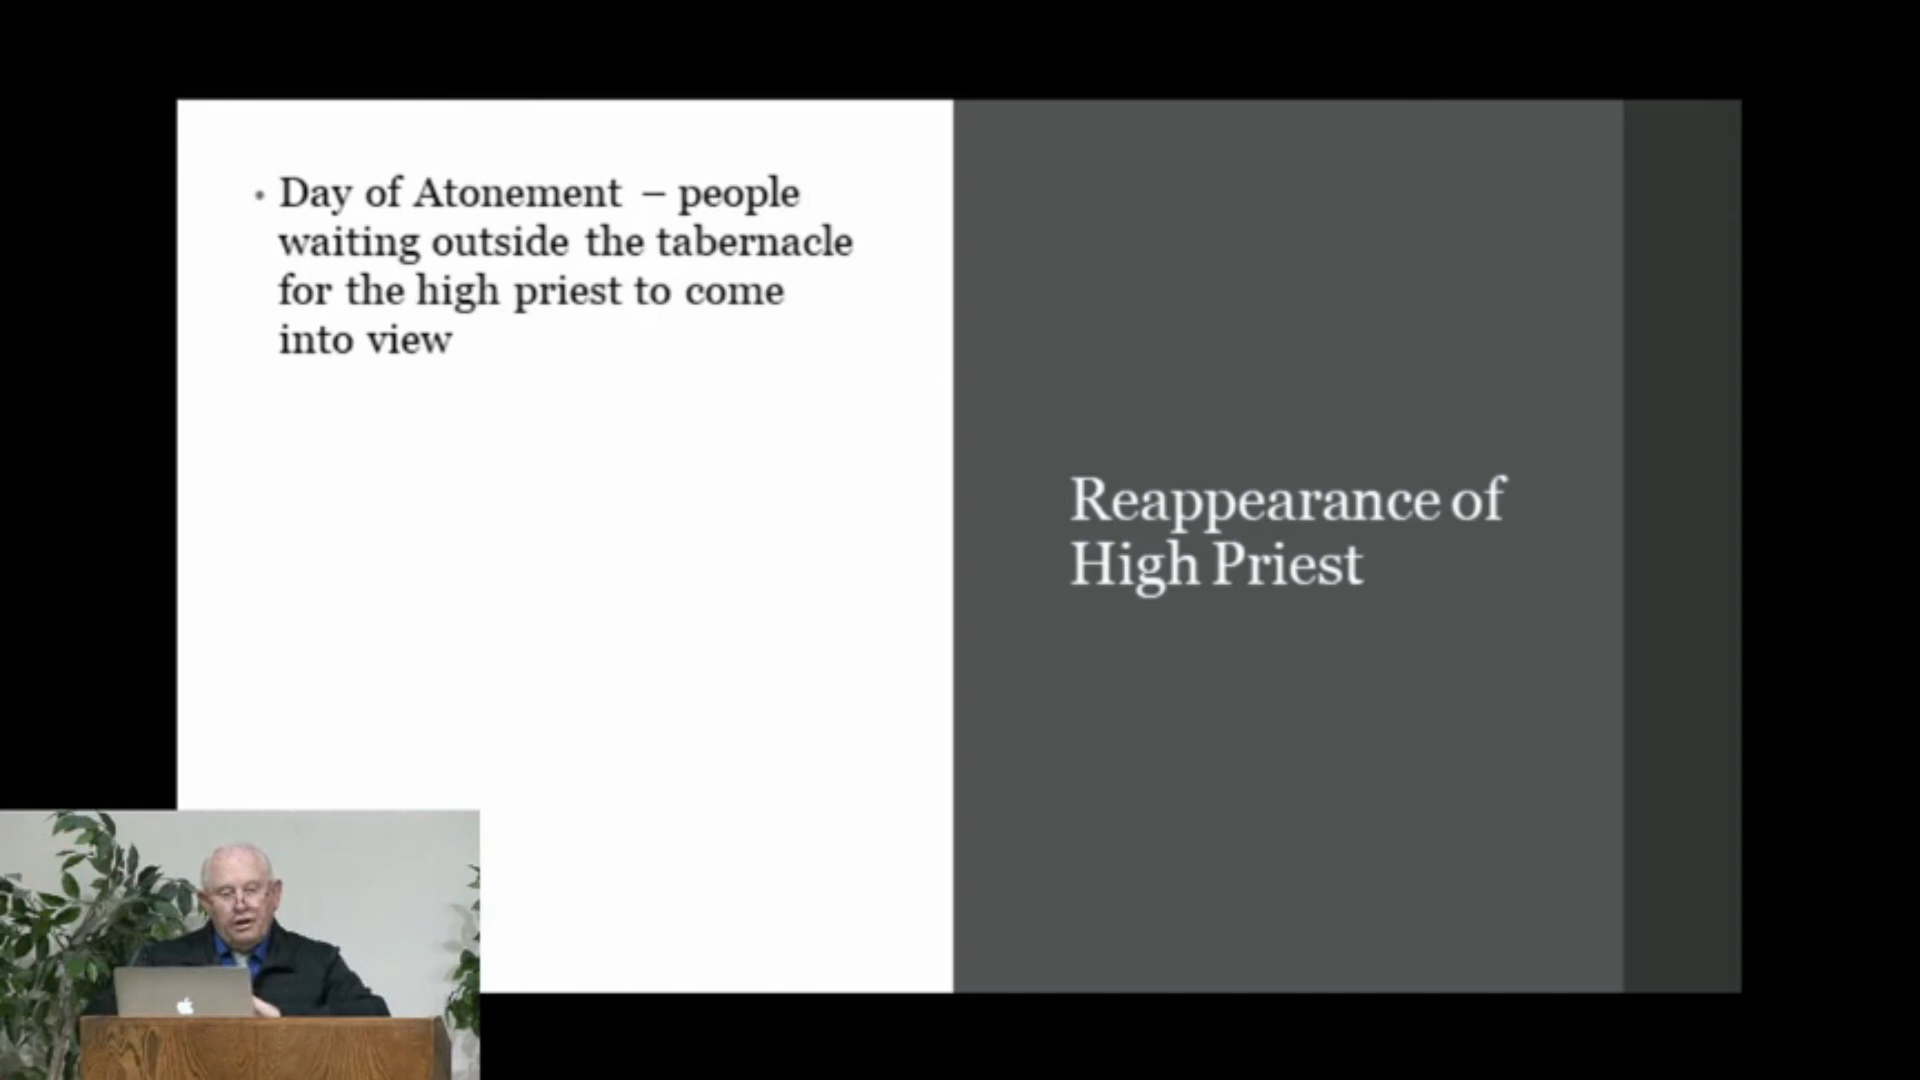 • Day of Atonement – people
waiting outside the tabernacle
for the high priest to come
into view
Reappearance of
High Priest